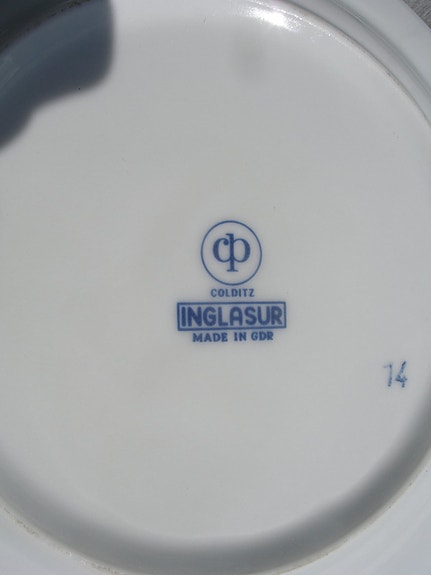 cp
COLDITZ
INGLASUR
MADE IN GDR
14